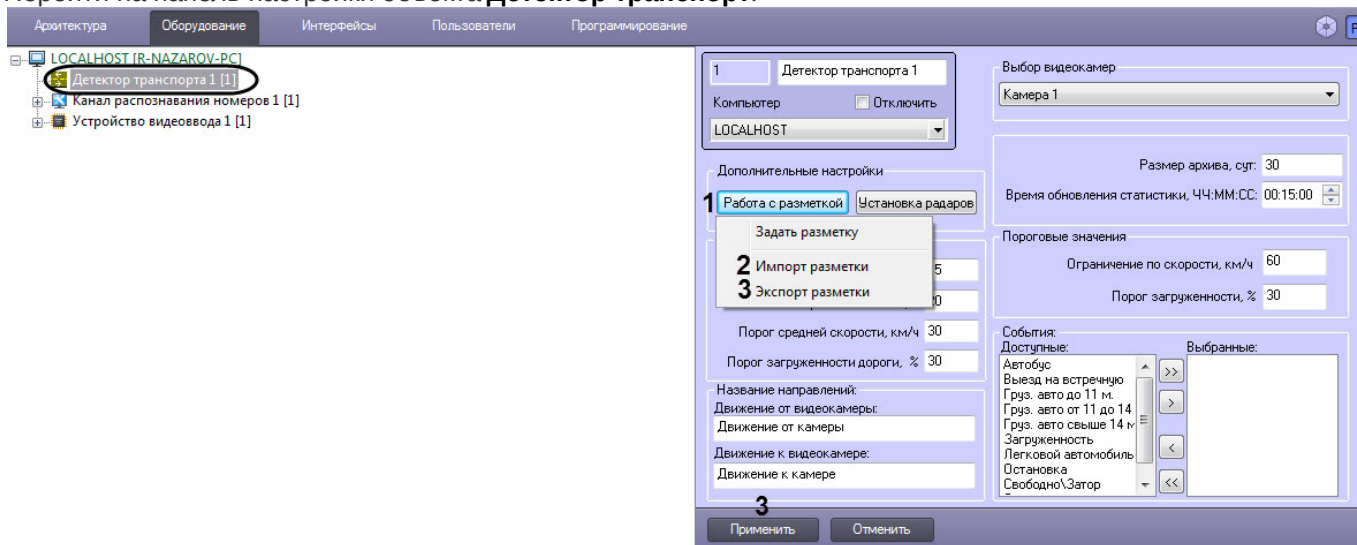 Перейти на панель настройки объекта Детектор транспорта
Архитектура Оборудование Интерфейсы Пользователи Программирование
LOCALHOST [R-NAZAROV-PC]
Детектор транспорта 1 [1]
Канал распознавания номеров 1 [1]
Устройство видеоввода 1 [1]
1 Детектор транспорта 1
Компьютер Отключить
LOCALHOST
Дополнительные настройки
1 Работа с разметкой Установка радаров
Задать разметку
2 Импорт разметки
3 Экспорт разметки
5
20
Порог средней скорости, км/ч 30
Порог загруженности дороги, % 30
Название направлений:
Движение от видеокамеры:
Движение от камеры
Движение к видеокамере:
Движение к камере
3
Применить Отменить
Выбор видеокамер
Камера 1
Размер архива, сут: 30
Время обновления статистики, ЧЧ:ММ:СС: 00:15:00
Пороговые значения
Ограничение по скорости, км/ч 60
Порог загруженности, % 30
События:
Доступные: Выбранные:
Автобус
Выезд на встречную
Груз. авто до 11 м.
Груз. авто от 11 до 14
Груз. авто свыше 14 м
Загруженность
Легковой автомобиль
Остановка
Свободно\Затор
>>
>
<
<<